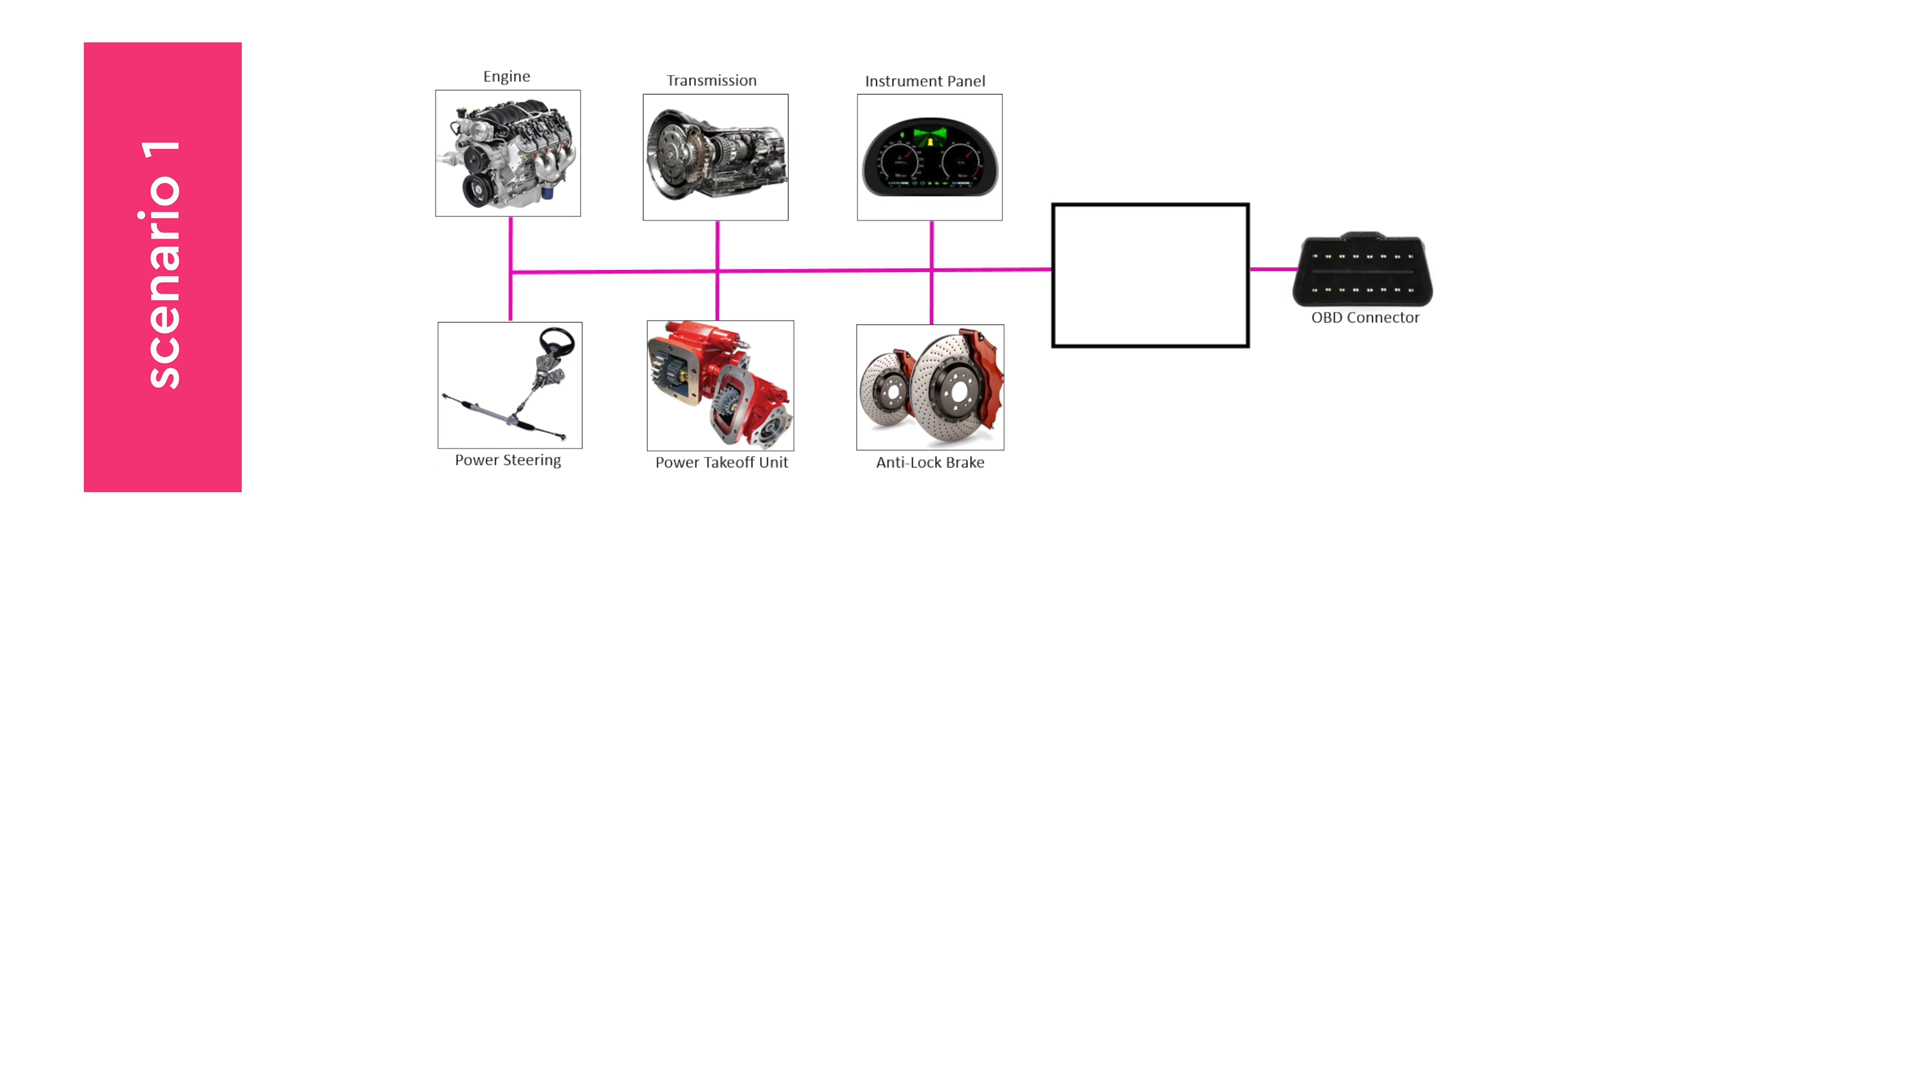 scenario 1
Engine
Transmission
Instrument Panel
OBD Connector
Power Steering
Power Takeoff Unit
Anti-Lock Brake